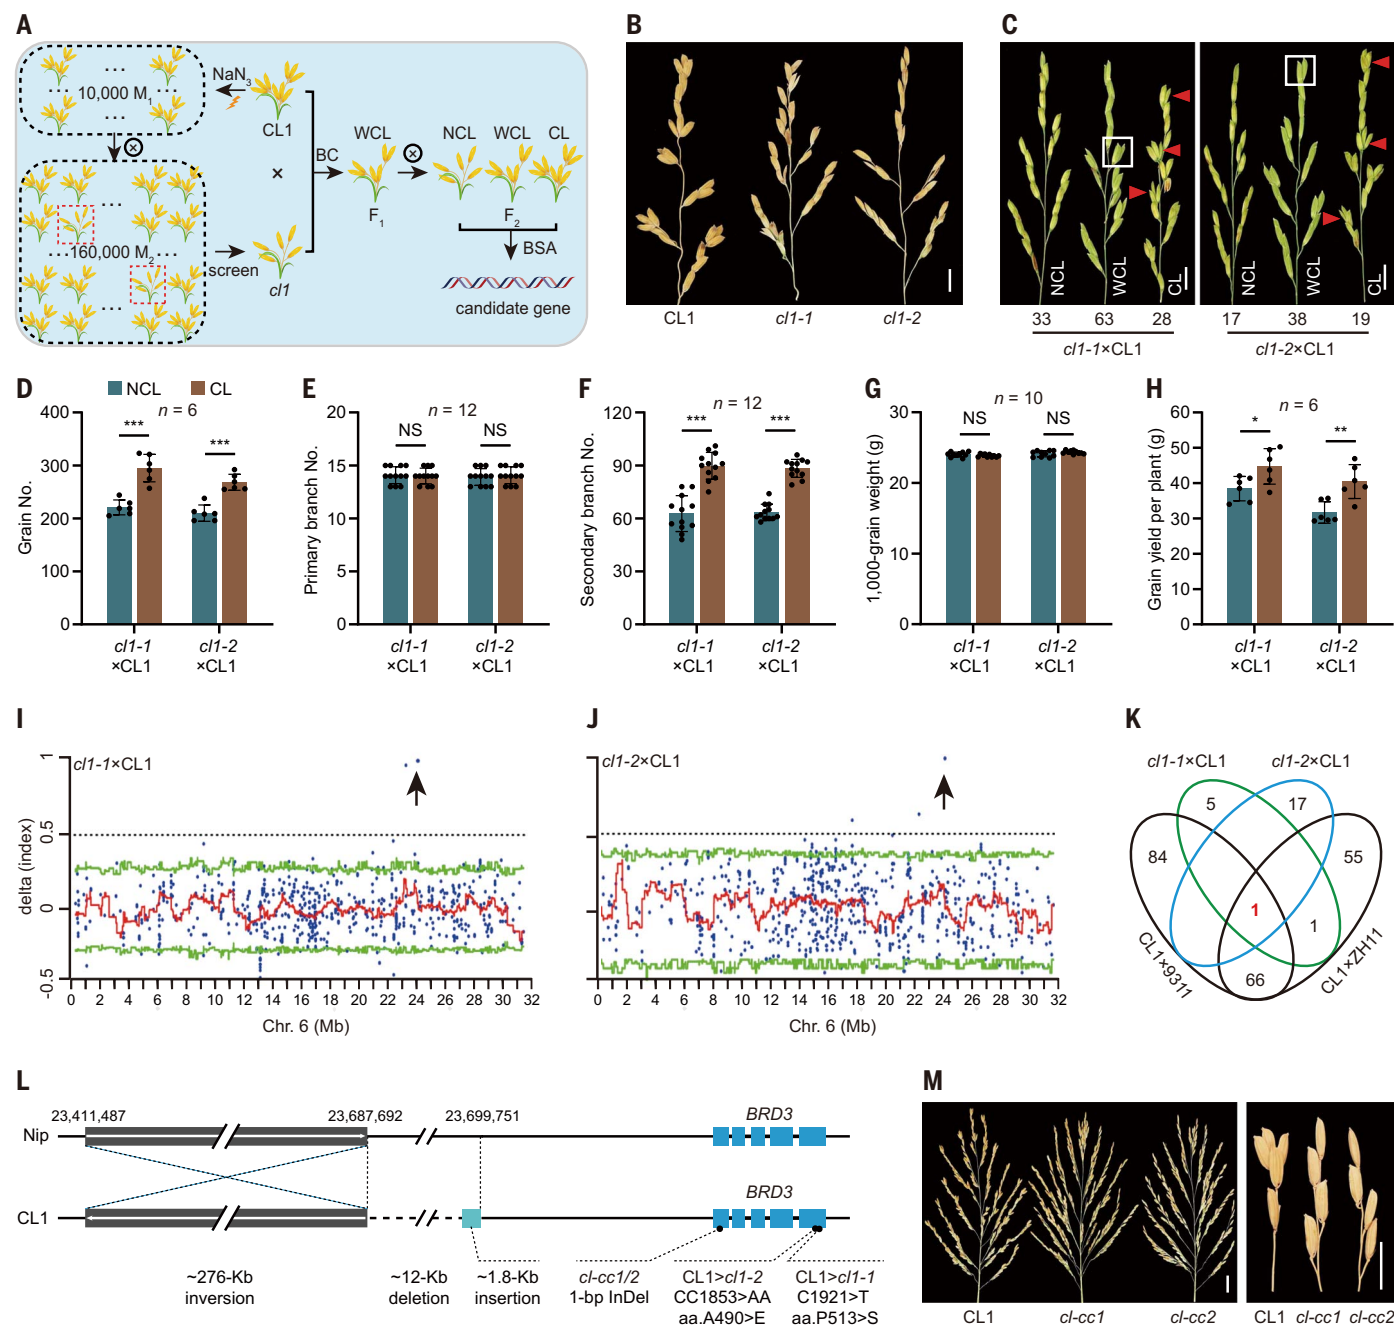 A
NaN3
10,000 M1
CL1
160,000 M2
screen
cl1
×
BC
WCL
F1
NCL WCL CL
F2
BSA
candidate gene
B
CL1 cl1-1 cl1-2
C
NCL WCL CL
33 63 28
cl1-1×CL1
NCL WCL CL
17 38 19
cl1-2×CL1
D
NCL CL
n = 6
Grain No.
400
300
200
100
0
*** ***
cl1-1 ×CL1
cl1-2 ×CL1
E
n = 12
Primary branch No.
20
15
10
5
0
NS NS
cl1-1 ×CL1
cl1-2 ×CL1
F
n = 12
Secondary branch No.
120
90
60
30
0
*** ***
cl1-1 ×CL1
cl1-2 ×CL1
G
n = 10
1,000-grain weight (g)
30
20
10
0
NS NS
cl1-1 ×CL1
cl1-2 ×CL1
H
n = 6
Grain yield per plant (g)
60
50
40
30
20
10
0
* **
cl1-1 ×CL1
cl1-2 ×CL1
I
cl1-1×CL1
delta (index)
1
0.5
0
-0.5
0 2 4 6 8 10 12 14 16 18 20 22 24 26 28 30 32
Chr. 6 (Mb)
J
cl1-2×CL1
0 2 4 6 8 10 12 14 16 18 20 22 24 26 28 30 32
Chr. 6 (Mb)
K
cl1-1×CL1 cl1-2×CL1
5 17
84 55
1
1
66
CL1×9311 CL1×ZH11
L
23,411,487 23,687,692 23,699,751 BRD3
Nip
BRD3
CL1
~276-Kb inversion
~12-Kb deletion
~1.8-Kb insertion
cl-cc1/2
1-bp InDel
CL1>cl1-2
CC1853>AA
aa.A490>E
CL1>cl1-1
C1921>T
aa.P513>S
M
CL1 cl-cc1 cl-cc2
CL1 cl-cc1 cl-cc2